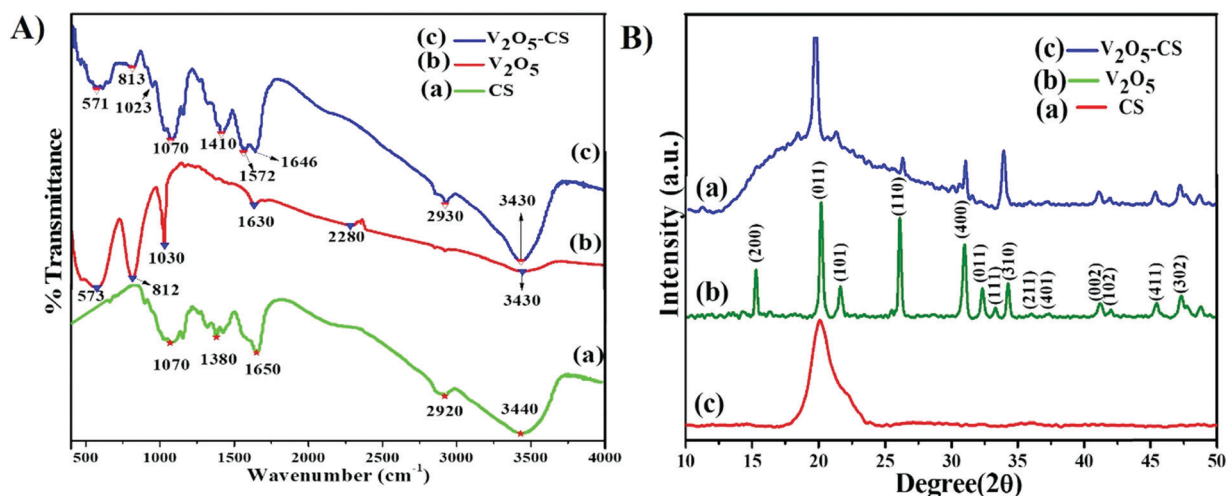 A)
(c) V₂O₅-CS
(b) V₂O₅
(a) CS
571
813
1023
1070
1410
1572
1646
2930
3430
(c)
573
812
1030
1630
2280
3430
(b)
1070
1380
1650
2920
3440
(a)
% Transmittance
500 1000 1500 2000 2500 3000 3500 4000
Wavenumber (cm⁻¹)
B)
(c) V₂O₅-CS
(b) V₂O₅
(a) CS
(a)
(200)
(011)
(101)
(110)
(400)
(011)
(111)
(310)
(211)
(401)
(002)
(102)
(411)
(302)
(b)
(c)
Intensity (a.u.)
10 15 20 25 30 35 40 45 50
Degree(2θ)